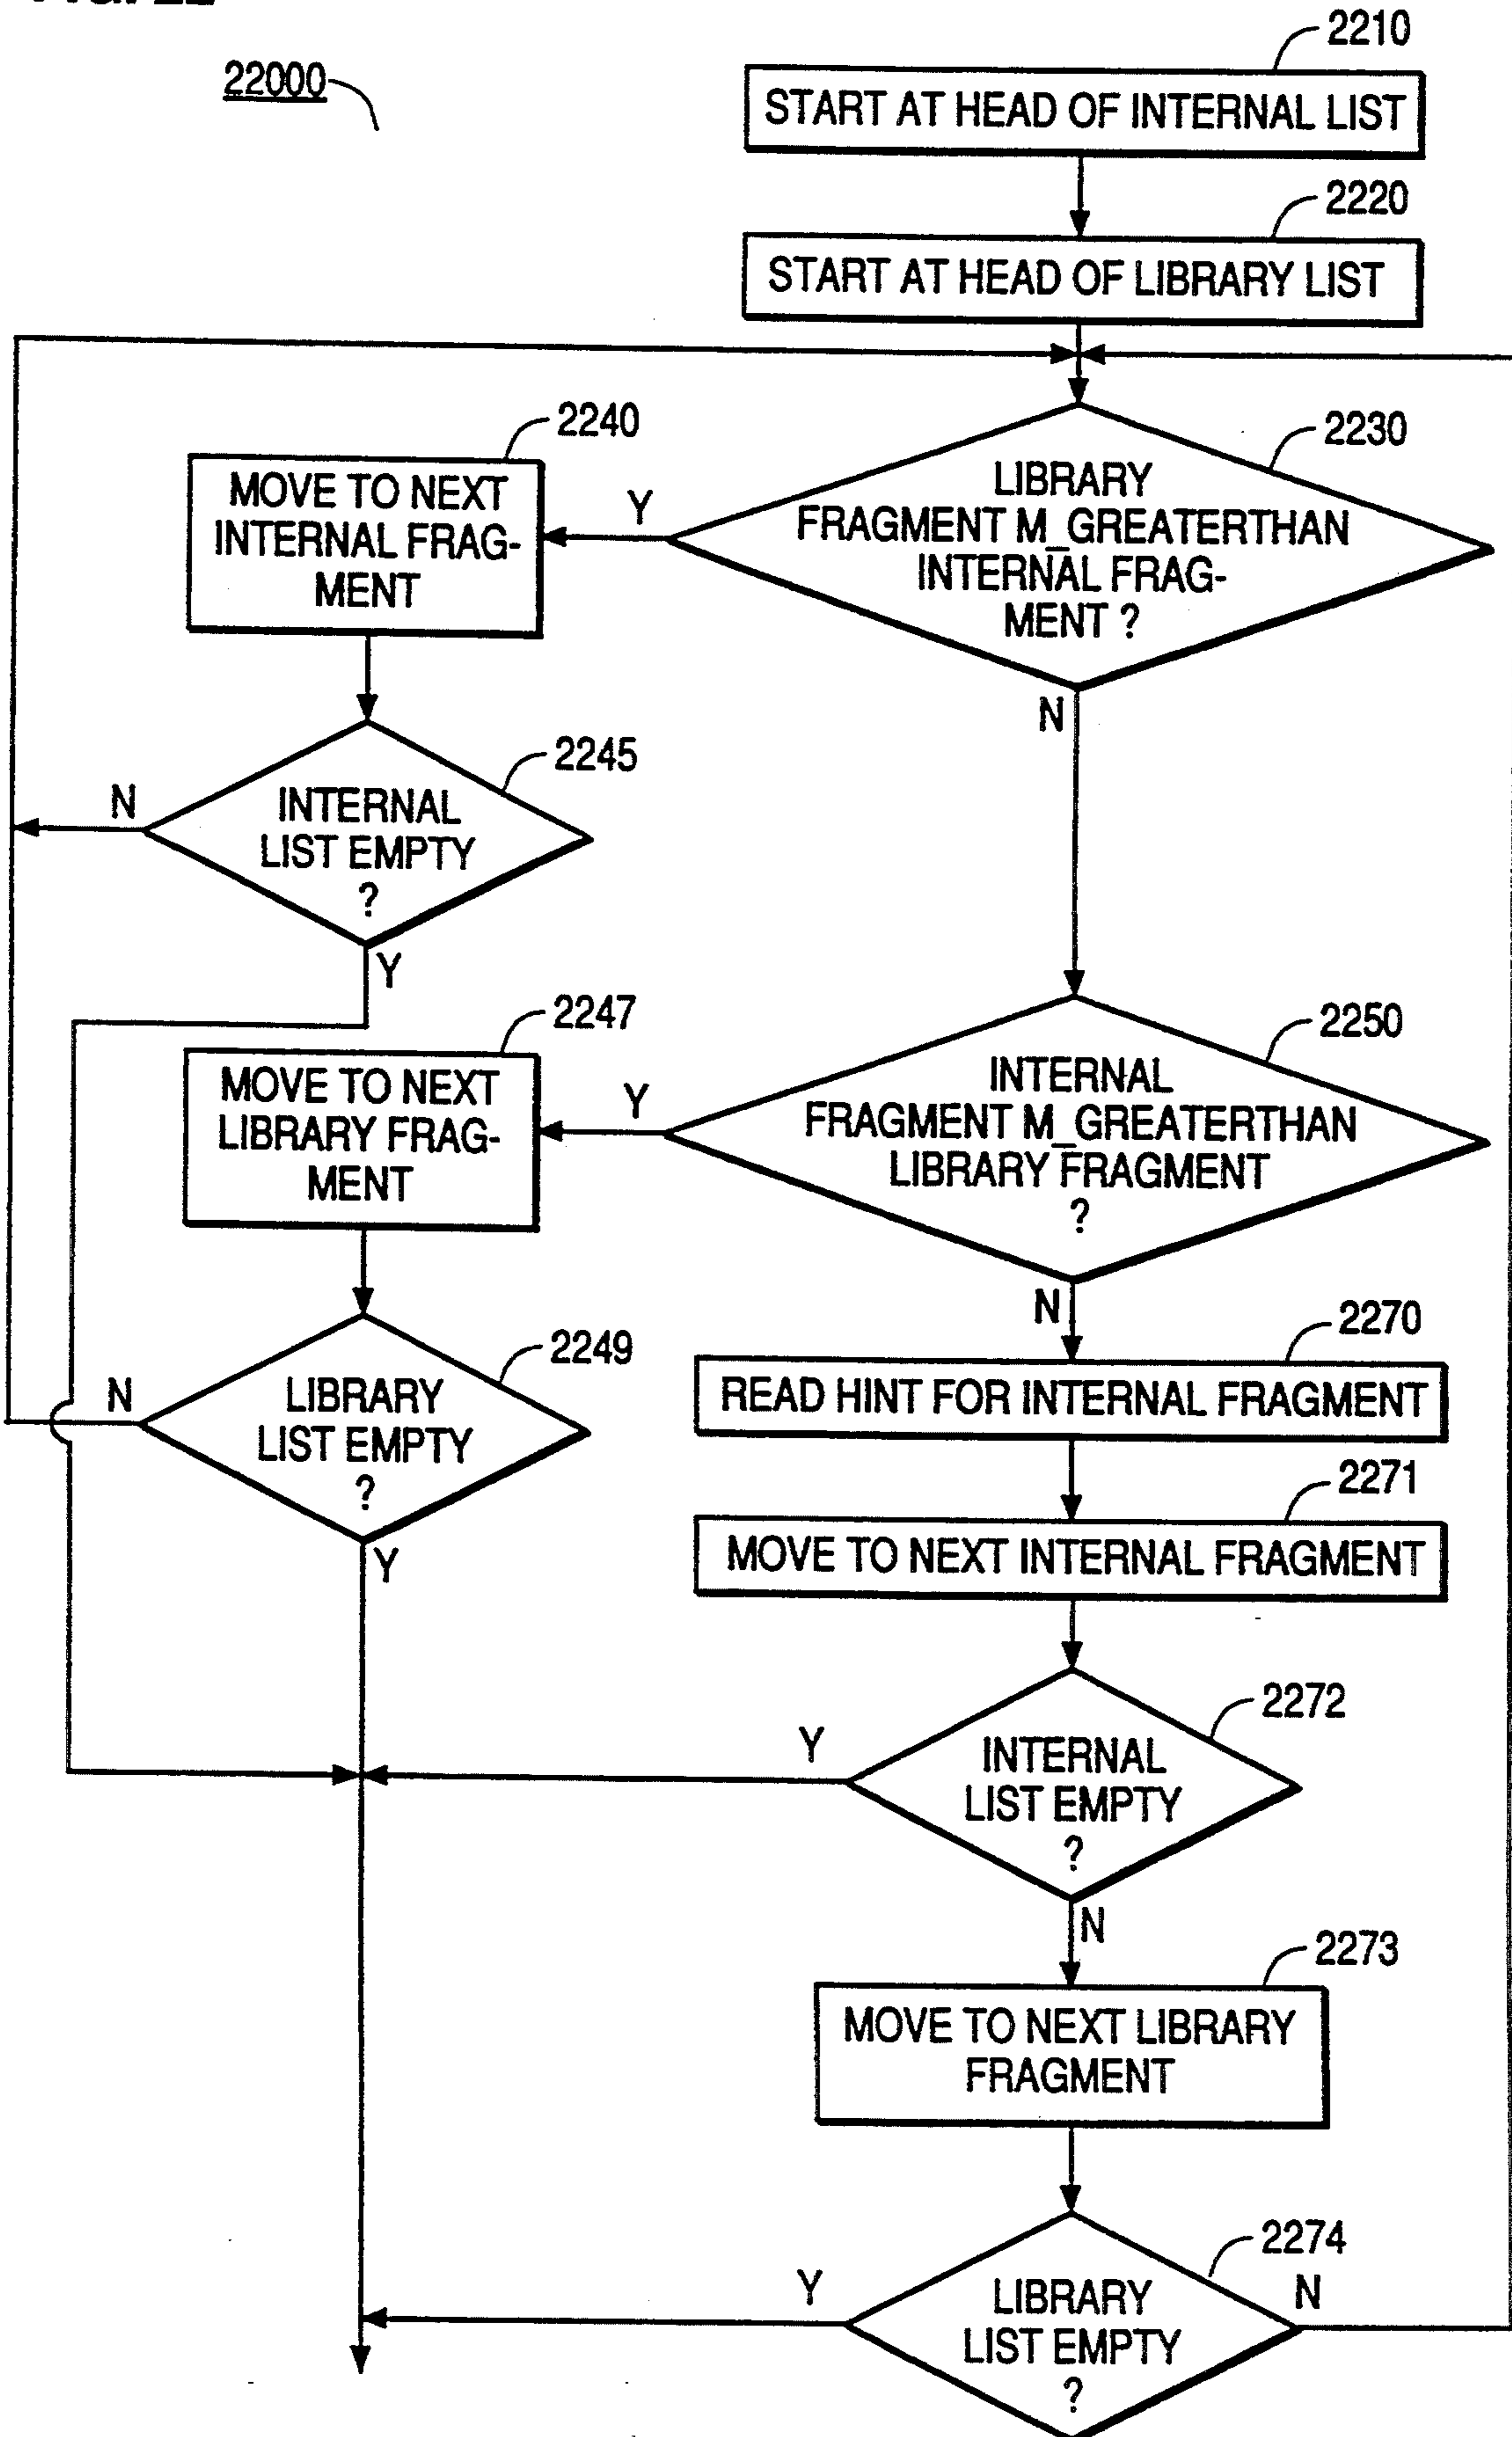 22000
2210
START AT HEAD OF INTERNAL LIST
2220
START AT HEAD OF LIBRARY LIST
2230
LIBRARY
FRAGMENT M_GREATERTHAN
INTERNAL FRAG-
MENT ?
Y
N
2240
MOVE TO NEXT
INTERNAL FRAG-
MENT
2245
INTERNAL
LIST EMPTY
?
N
Y
2250
INTERNAL
FRAGMENT M_GREATERTHAN
LIBRARY FRAGMENT
?
Y
N
2247
MOVE TO NEXT
LIBRARY FRAG-
MENT
2249
LIBRARY
LIST EMPTY
?
N
Y
2270
READ HINT FOR INTERNAL FRAGMENT
2271
MOVE TO NEXT INTERNAL FRAGMENT
2272
INTERNAL
LIST EMPTY
?
Y
N
2273
MOVE TO NEXT LIBRARY
FRAGMENT
2274
LIBRARY
LIST EMPTY
?
Y
N